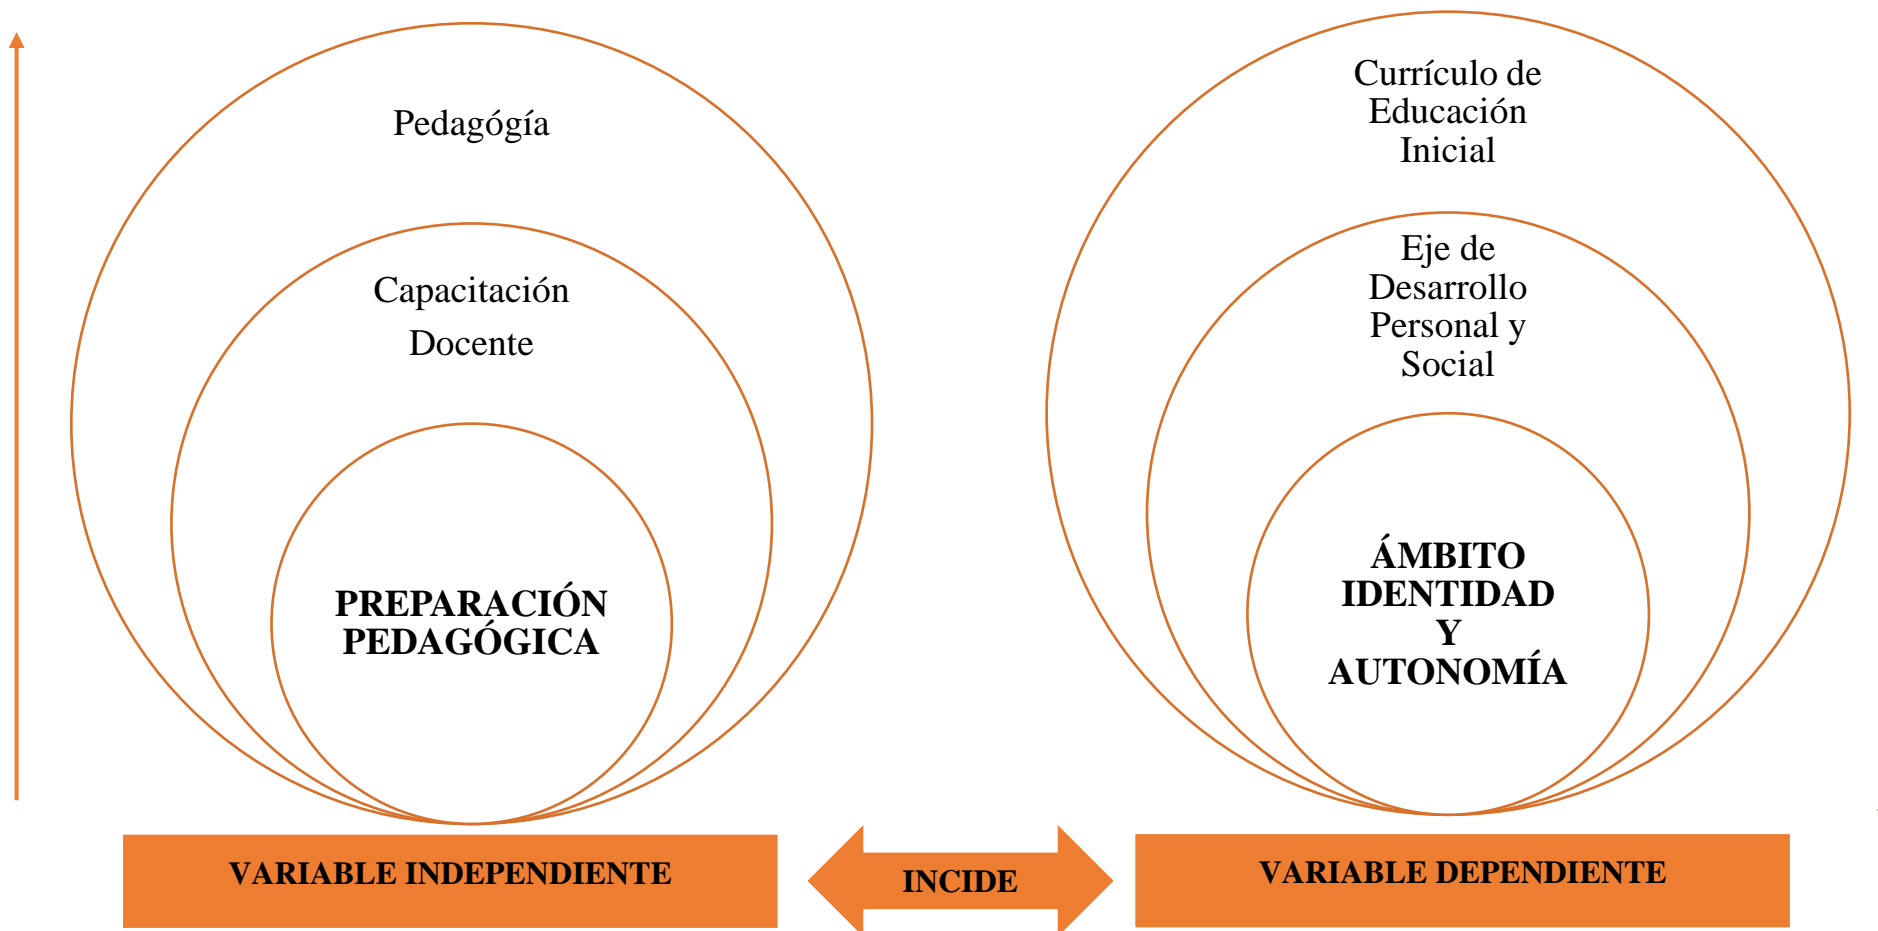 Pedagógía
Capacitación
Docente
PREPARACIÓN
PEDAGÓGICA
VARIABLE INDEPENDIENTE
INCIDE
Currículo de
Educación
Inicial
Eje de
Desarrollo
Personal y
Social
ÁMBITO
IDENTIDAD
Y
AUTONOMÍA
VARIABLE DEPENDIENTE